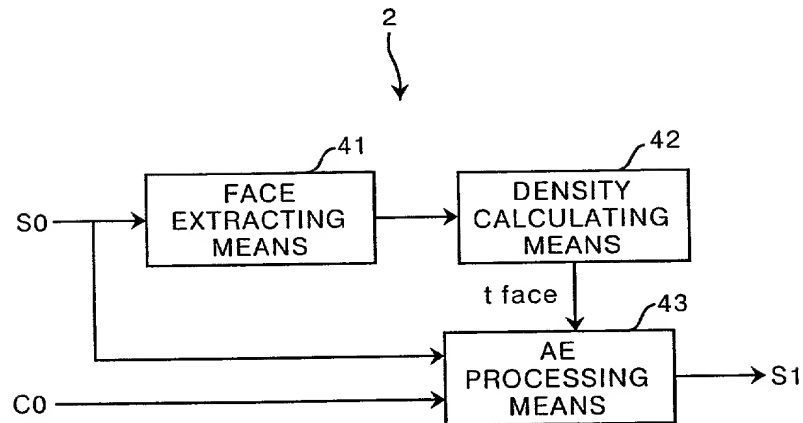 2
41
42
FACE
EXTRACTING
MEANS
DENSITY
CALCULATING
MEANS
S0
t face
43
AE
PROCESSING
MEANS
S1
C0